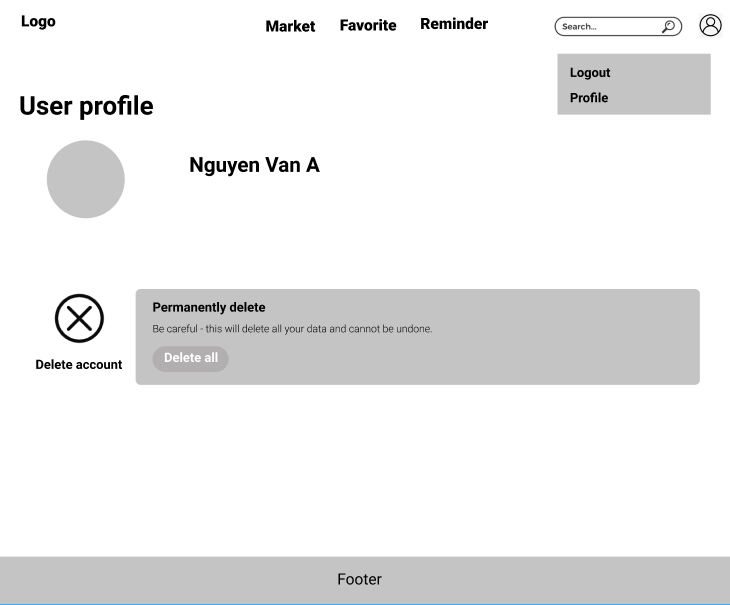 Logo
Market
Favorite
Reminder
Search...
Logout
Profile
User profile
Nguyen Van A
Permanently delete
Be careful - this will delete all your data and cannot be undone.
Delete all
Delete account
Footer